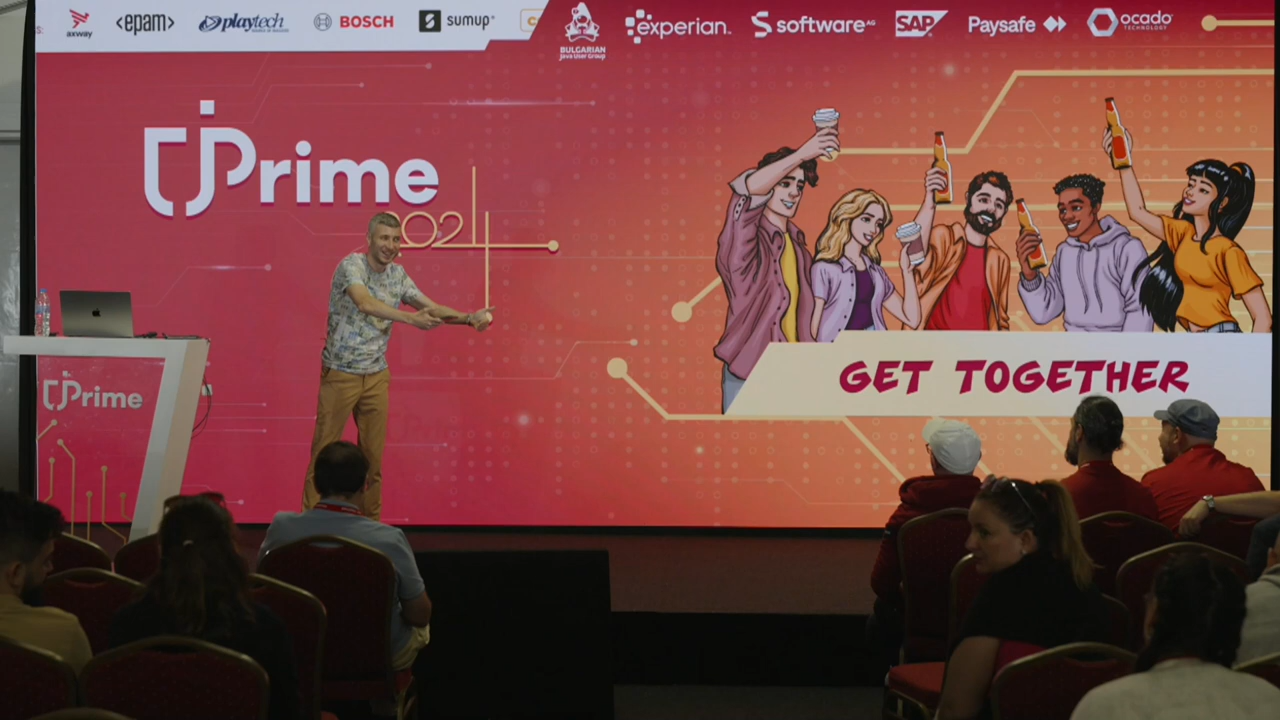 axway
<epam>
playtech
BOSCH
sumup
BULGARIAN
Java User Group
experian.
software AG
SAP
Paysafe
ocado
TECHNOLOGY
jPrime
2024
GET TOGETHER
jPrime